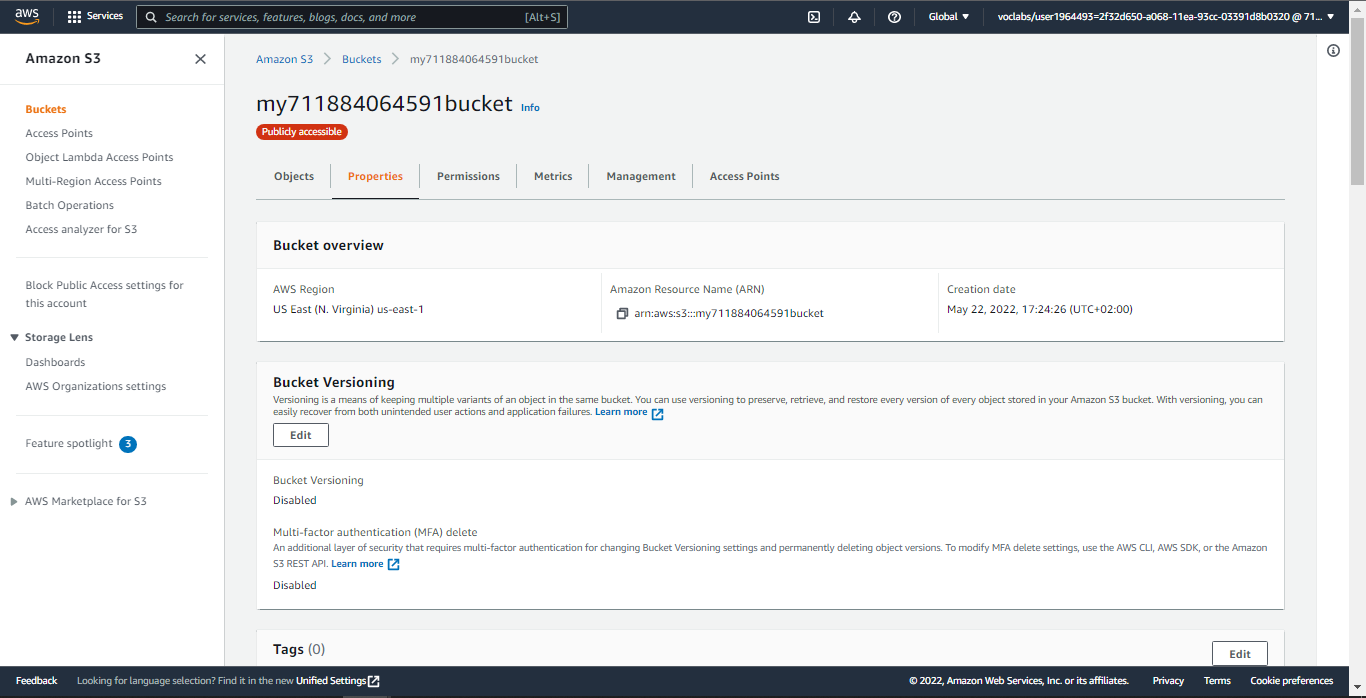 aws
Services
Search for services, features, blogs, docs, and more
[Alt+S]
Global
voclabs/user1964493=2f32d650-a068-11ea-93cc-03391d8b0320 @ 71...
Amazon S3
Buckets
Access Points
Object Lambda Access Points
Multi-Region Access Points
Batch Operations
Access analyzer for S3
Block Public Access settings for
this account
Storage Lens
Dashboards
AWS Organizations settings
Feature spotlight 3
AWS Marketplace for S3
Amazon S3 Buckets my711884064591bucket
my711884064591bucket Info
Publicly accessible
Objects Properties Permissions Metrics Management Access Points
Bucket overview
AWS Region
US East (N. Virginia) us-east-1
Amazon Resource Name (ARN)
arn:aws:s3:::my711884064591bucket
Creation date
May 22, 2022, 17:24:26 (UTC+02:00)
Bucket Versioning
Versioning is a means of keeping multiple variants of an object in the same bucket. You can use versioning to preserve, retrieve, and restore every version of every object stored in your Amazon S3 bucket. With versioning, you can
easily recover from both unintended user actions and application failures. Learn more
Edit
Bucket Versioning
Disabled
Multi-factor authentication (MFA) delete
An additional layer of security that requires multi-factor authentication for changing Bucket Versioning settings and permanently deleting object versions. To modify MFA delete settings, use the AWS CLI, AWS SDK, or the Amazon
S3 REST API. Learn more
Disabled
Tags (0)
Edit
Feedback
Looking for language selection? Find it in the new Unified Settings
© 2022, Amazon Web Services, Inc. or its affiliates.
Privacy
Terms
Cookie preferences